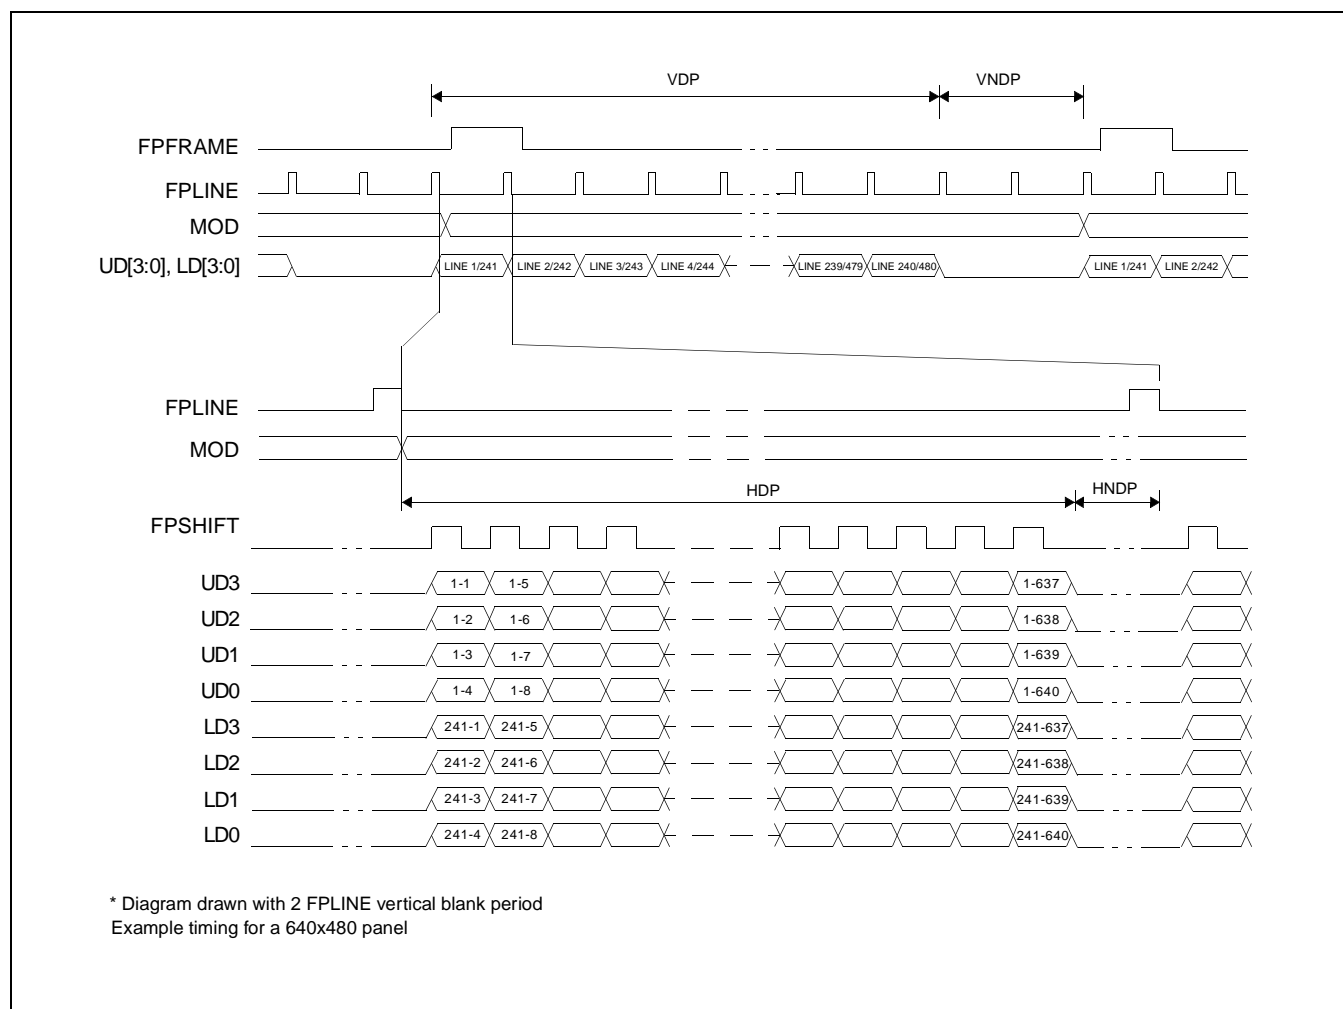 VDP VNDP
FPFRAME
FPLINE
MOD
UD[3:0], LD[3:0] LINE 1/241 LINE 2/242 LINE 3/243 LINE 4/244 LINE 239/479 LINE 240/480 LINE 1/241 LINE 2/242
FPLINE
MOD
HDP HNDP
FPSHIFT
UD3 1-1 1-5 1-637
UD2 1-2 1-6 1-638
UD1 1-3 1-7 1-639
UD0 1-4 1-8 1-640
LD3 241-1 241-5 241-637
LD2 241-2 241-6 241-638
LD1 241-3 241-7 241-639
LD0 241-4 241-8 241-640
* Diagram drawn with 2 FPLINE vertical blank period
Example timing for a 640x480 panel